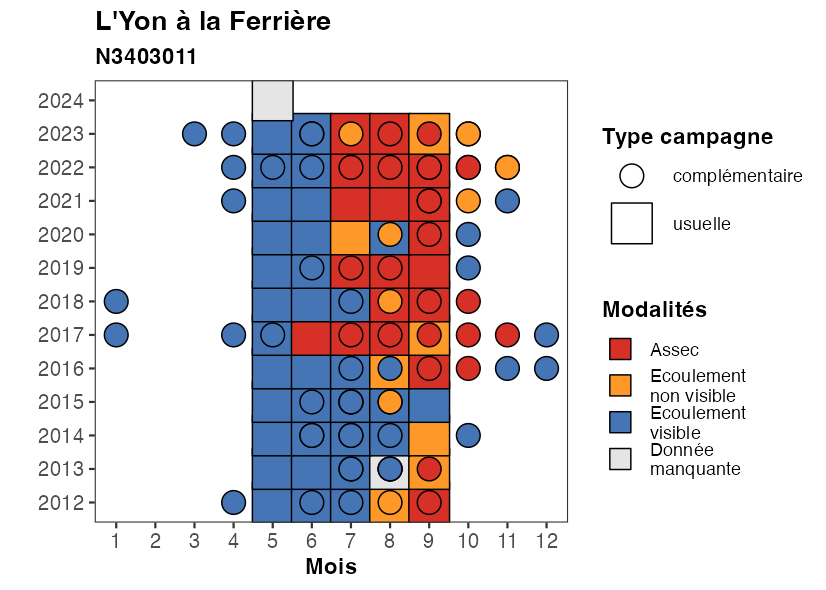 L'Yon à la Ferrière
N3403011
2024
2023
2022
2021
2020
2019
2018
2017
2016
2015
2014
2013
2012
1 2 3 4 5 6 7 8 9 10 11 12
Mois
Type campagne
complémentaire
usuelle
Modalités
Assec
Ecoulement
non visible
Ecoulement
visible
Donnée
manquante